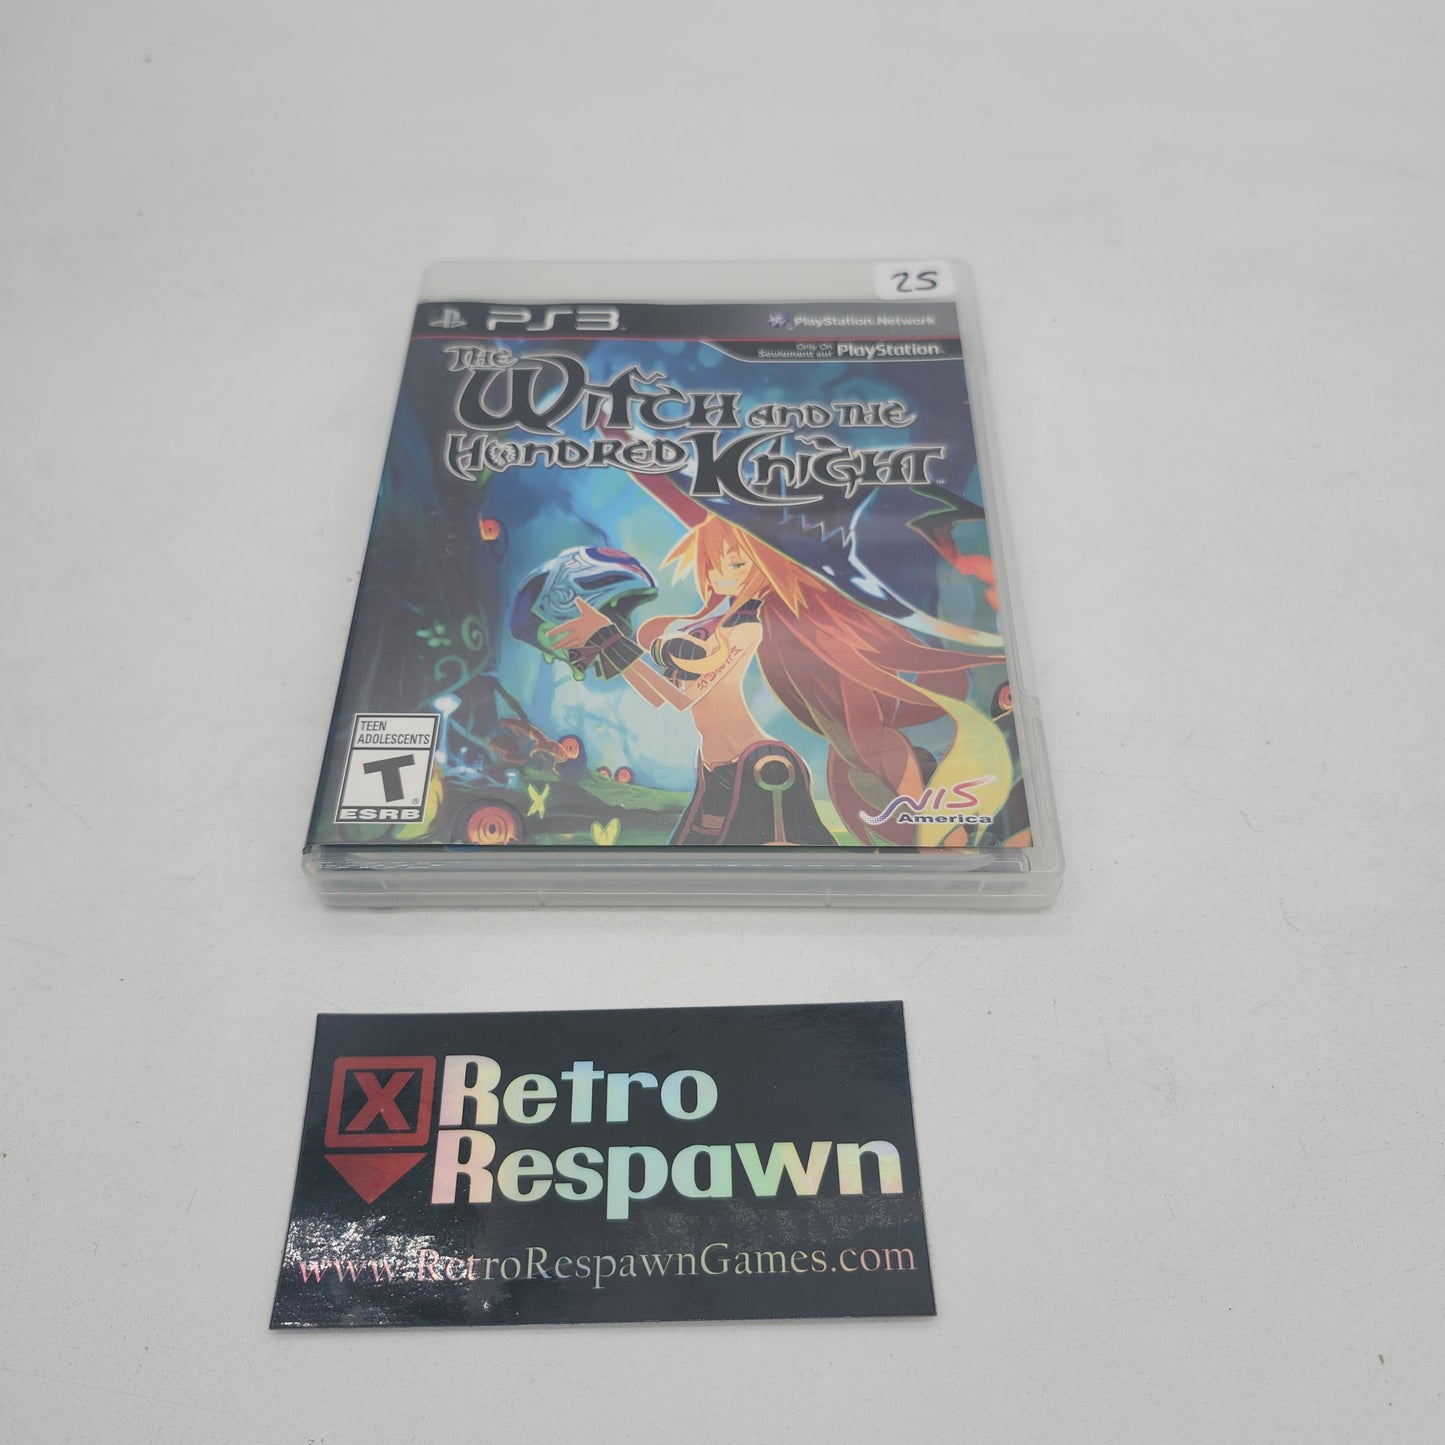 25
PS3
PlayStation Network
Only On
Seulement sur PlayStation
The
Witch and the
Hundred Knight™
TEEN
ADOLESCENTS
T
ESRB
NIS
America
X Retro
Respawn
www.RetroRespawnGames.com